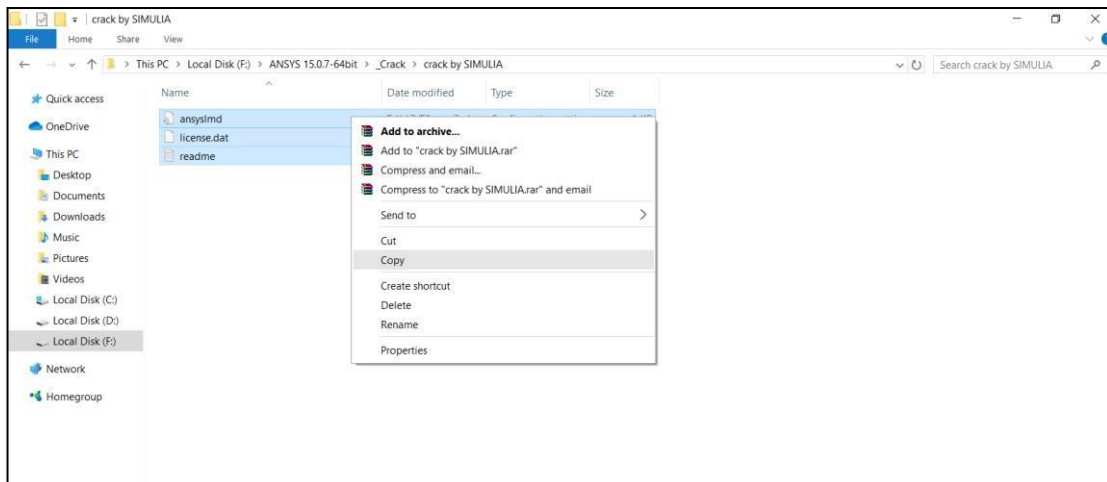 crack by SIMULIA
File Home Share View
This PC > Local Disk (F:) > ANSYS 15.0.7-64bit > _Crack > crack by SIMULIA
Search crack by SIMULIA
Name Date modified Type Size
Quick access
OneDrive
This PC
Desktop
Documents
Downloads
Music
Pictures
Videos
Local Disk (C:)
Local Disk (D:)
Local Disk (F:)
Network
Homegroup
ansyslmd
license.dat
readme
Add to archive...
Add to "crack by SIMULIA.rar"
Compress and email...
Compress to "crack by SIMULIA.rar" and email
Send to
Cut
Copy
Create shortcut
Delete
Rename
Properties